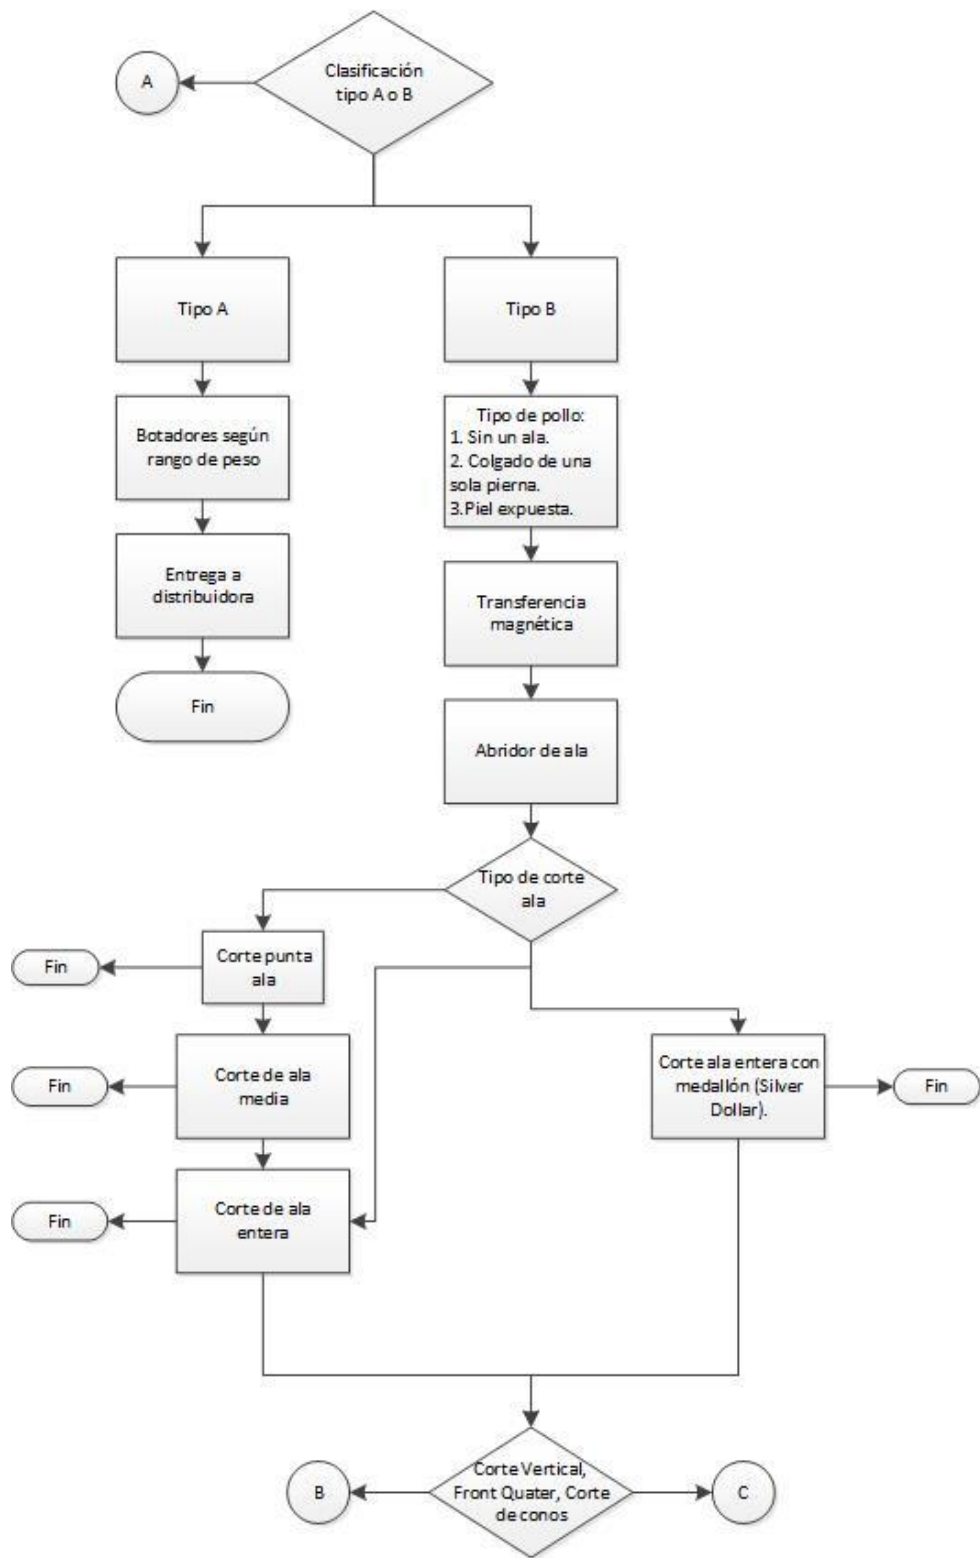 A
Clasificación
tipo A o B
Tipo A
Tipo B
Botadores según
rango de peso
Tipo de pollo:
1. Sin un ala.
2. Colgado de una
sola pierna.
3.Piel expuesta.
Entrega a
distribuidora
Transferencia
magnética
Fin
Abridor de ala
Tipo de corte
ala
Fin
Corte punta
ala
Fin
Corte de ala
media
Corte ala entera con
medallón (Silver
Dollar).
Fin
Fin
Corte de ala
entera
B
Corte Vertical,
Front Quater, Corte
de conos
C